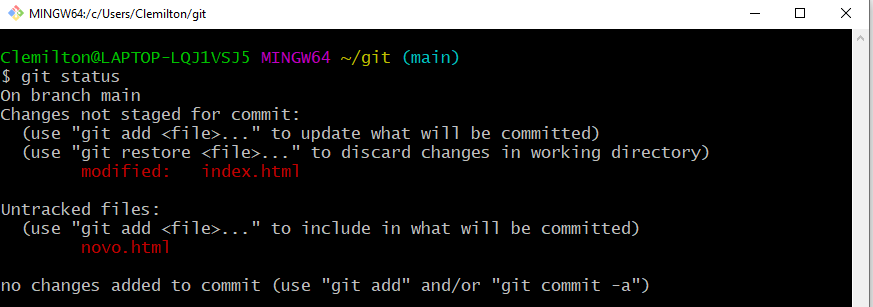 MINGW64:/c/Users/Clemilton/git
Clemilton@LAPTOP-LQJ1VSJ5 MINGW64 ~/git (main)
$ git status
On branch main
Changes not staged for commit:
  (use "git add <file>..." to update what will be committed)
  (use "git restore <file>..." to discard changes in working directory)
        modified:   index.html

Untracked files:
  (use "git add <file>..." to include in what will be committed)
        novo.html

no changes added to commit (use "git add" and/or "git commit -a")